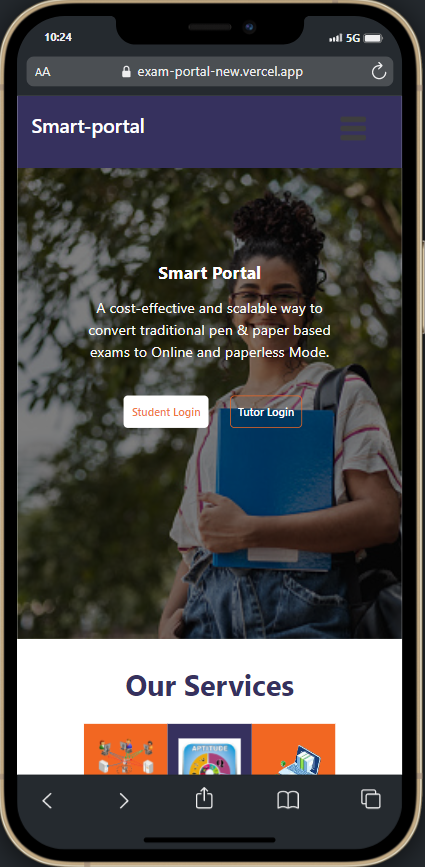 10:24
5G
AA
exam-portal-new.vercel.app
Smart-portal
Smart Portal
A cost-effective and scalable way to
convert traditional pen & paper based
exams to Online and paperless Mode.
Student Login
Tutor Login
Our Services
APTITUDE